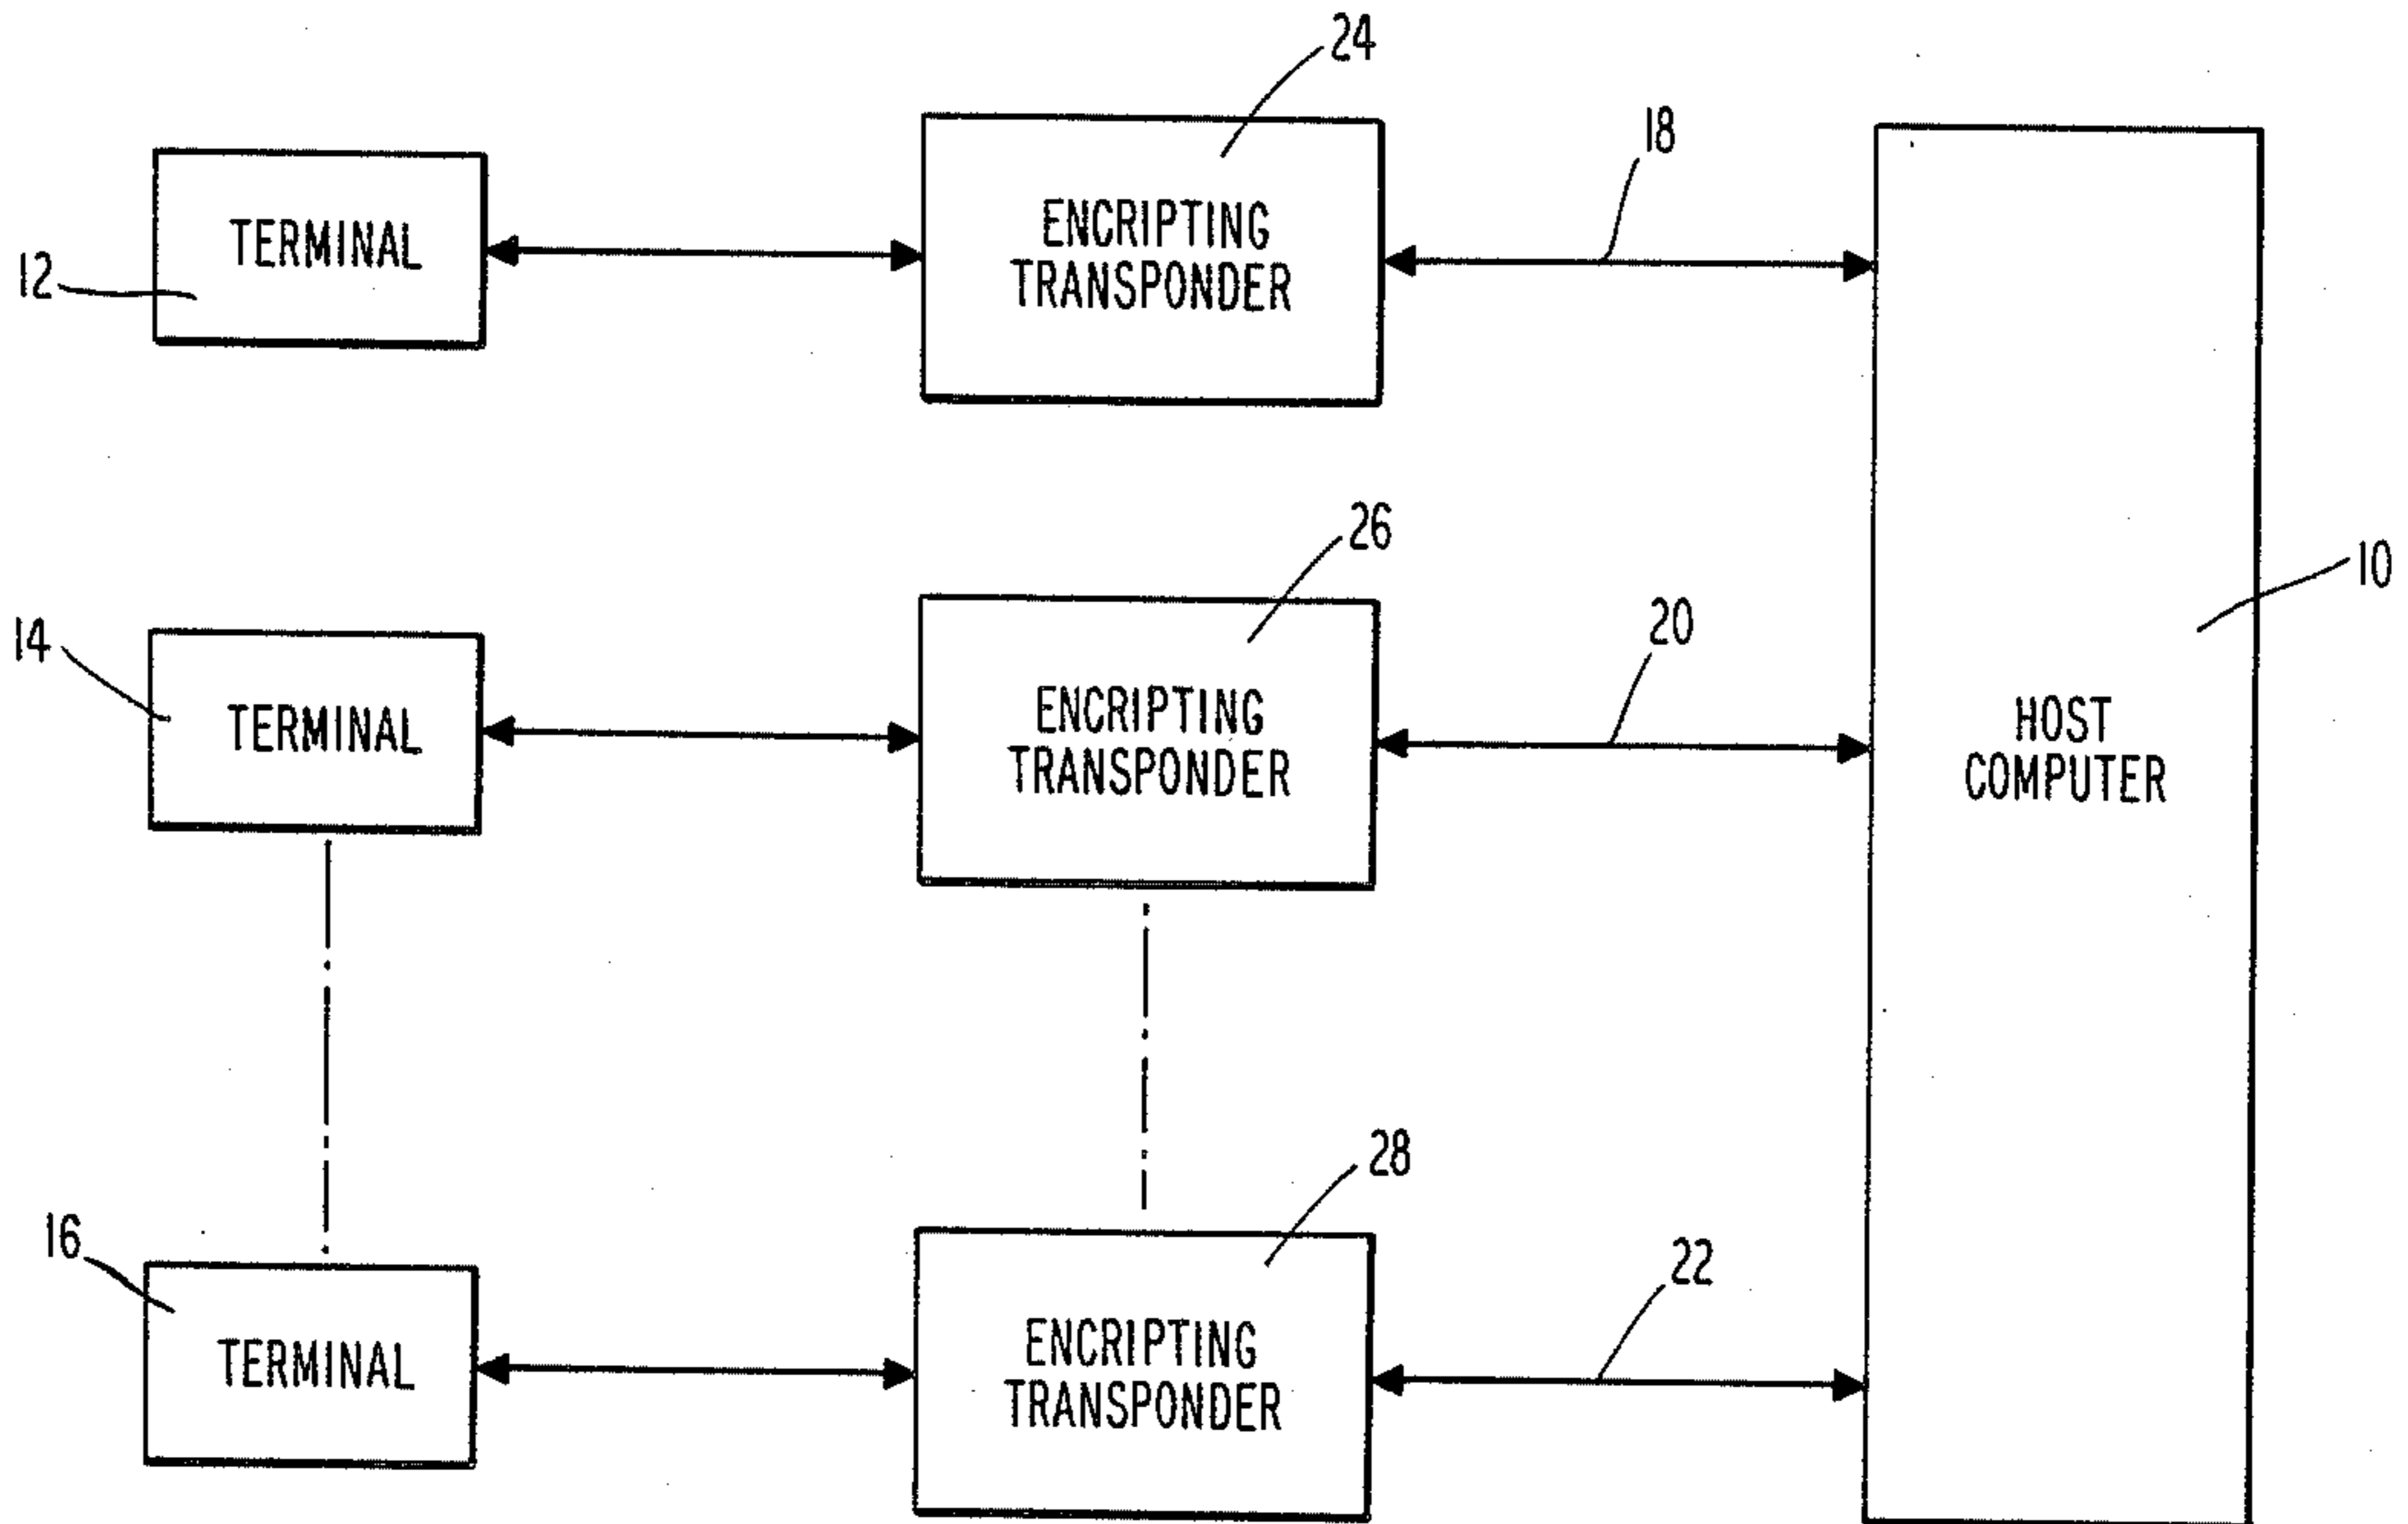 24
18
TERMINAL
ENCRIPTING
TRANSPONDER
12
26
10
20
14
TERMINAL
ENCRIPTING
TRANSPONDER
HOST
COMPUTER
28
16
22
TERMINAL
ENCRIPTING
TRANSPONDER